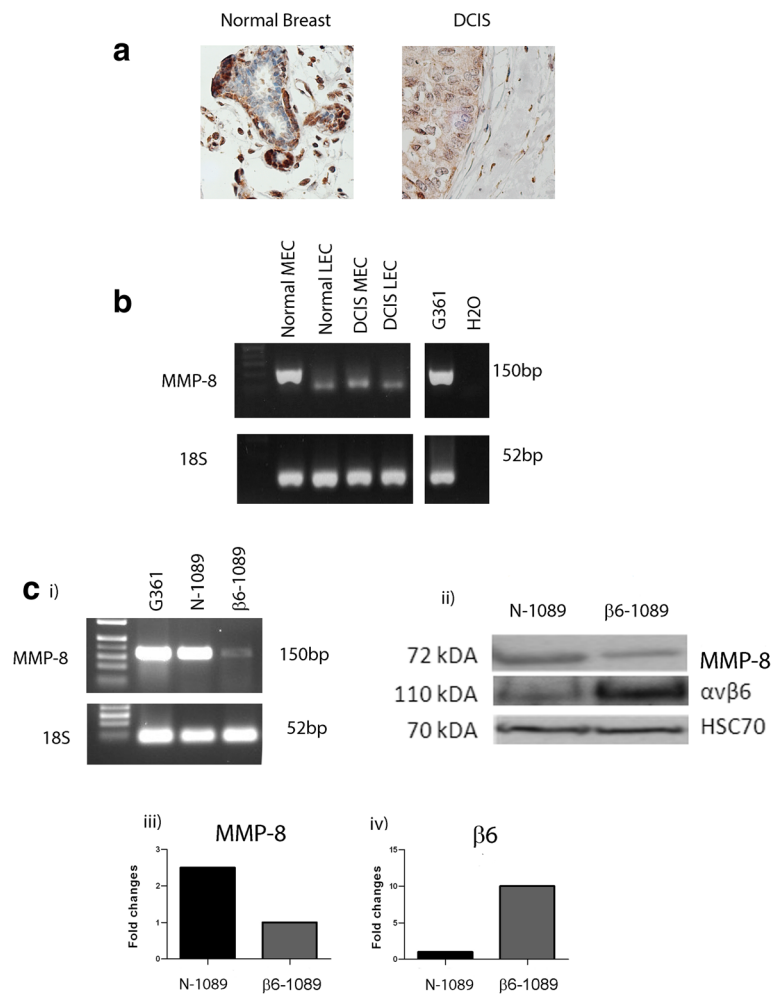 Normal Breast DCIS
a
Normal MEC
Normal LEC
DCIS MEC
DCIS LEC
G361
H2O
b
MMP-8 150bp
18S 52bp
c i)
G361
N-1089
β6-1089
MMP-8 150bp
18S 52bp
ii)
N-1089 β6-1089
72 kDA MMP-8
110 kDA αvβ6
70 kDA HSC70
iii) MMP-8
Fold changes
3
2
1
0
N-1089 β6-1089
iv) β6
Fold changes
15
10
5
0
N-1089 β6-1089